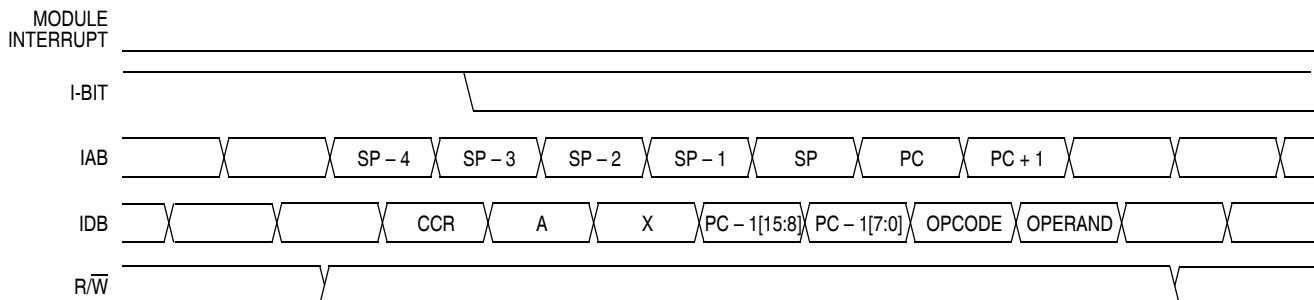 MODULE
INTERRUPT
I-BIT
IAB SP – 4 SP – 3 SP – 2 SP – 1 SP PC PC + 1
IDB CCR A X PC – 1[15:8] PC – 1[7:0] OPCODE OPERAND
R/W̅